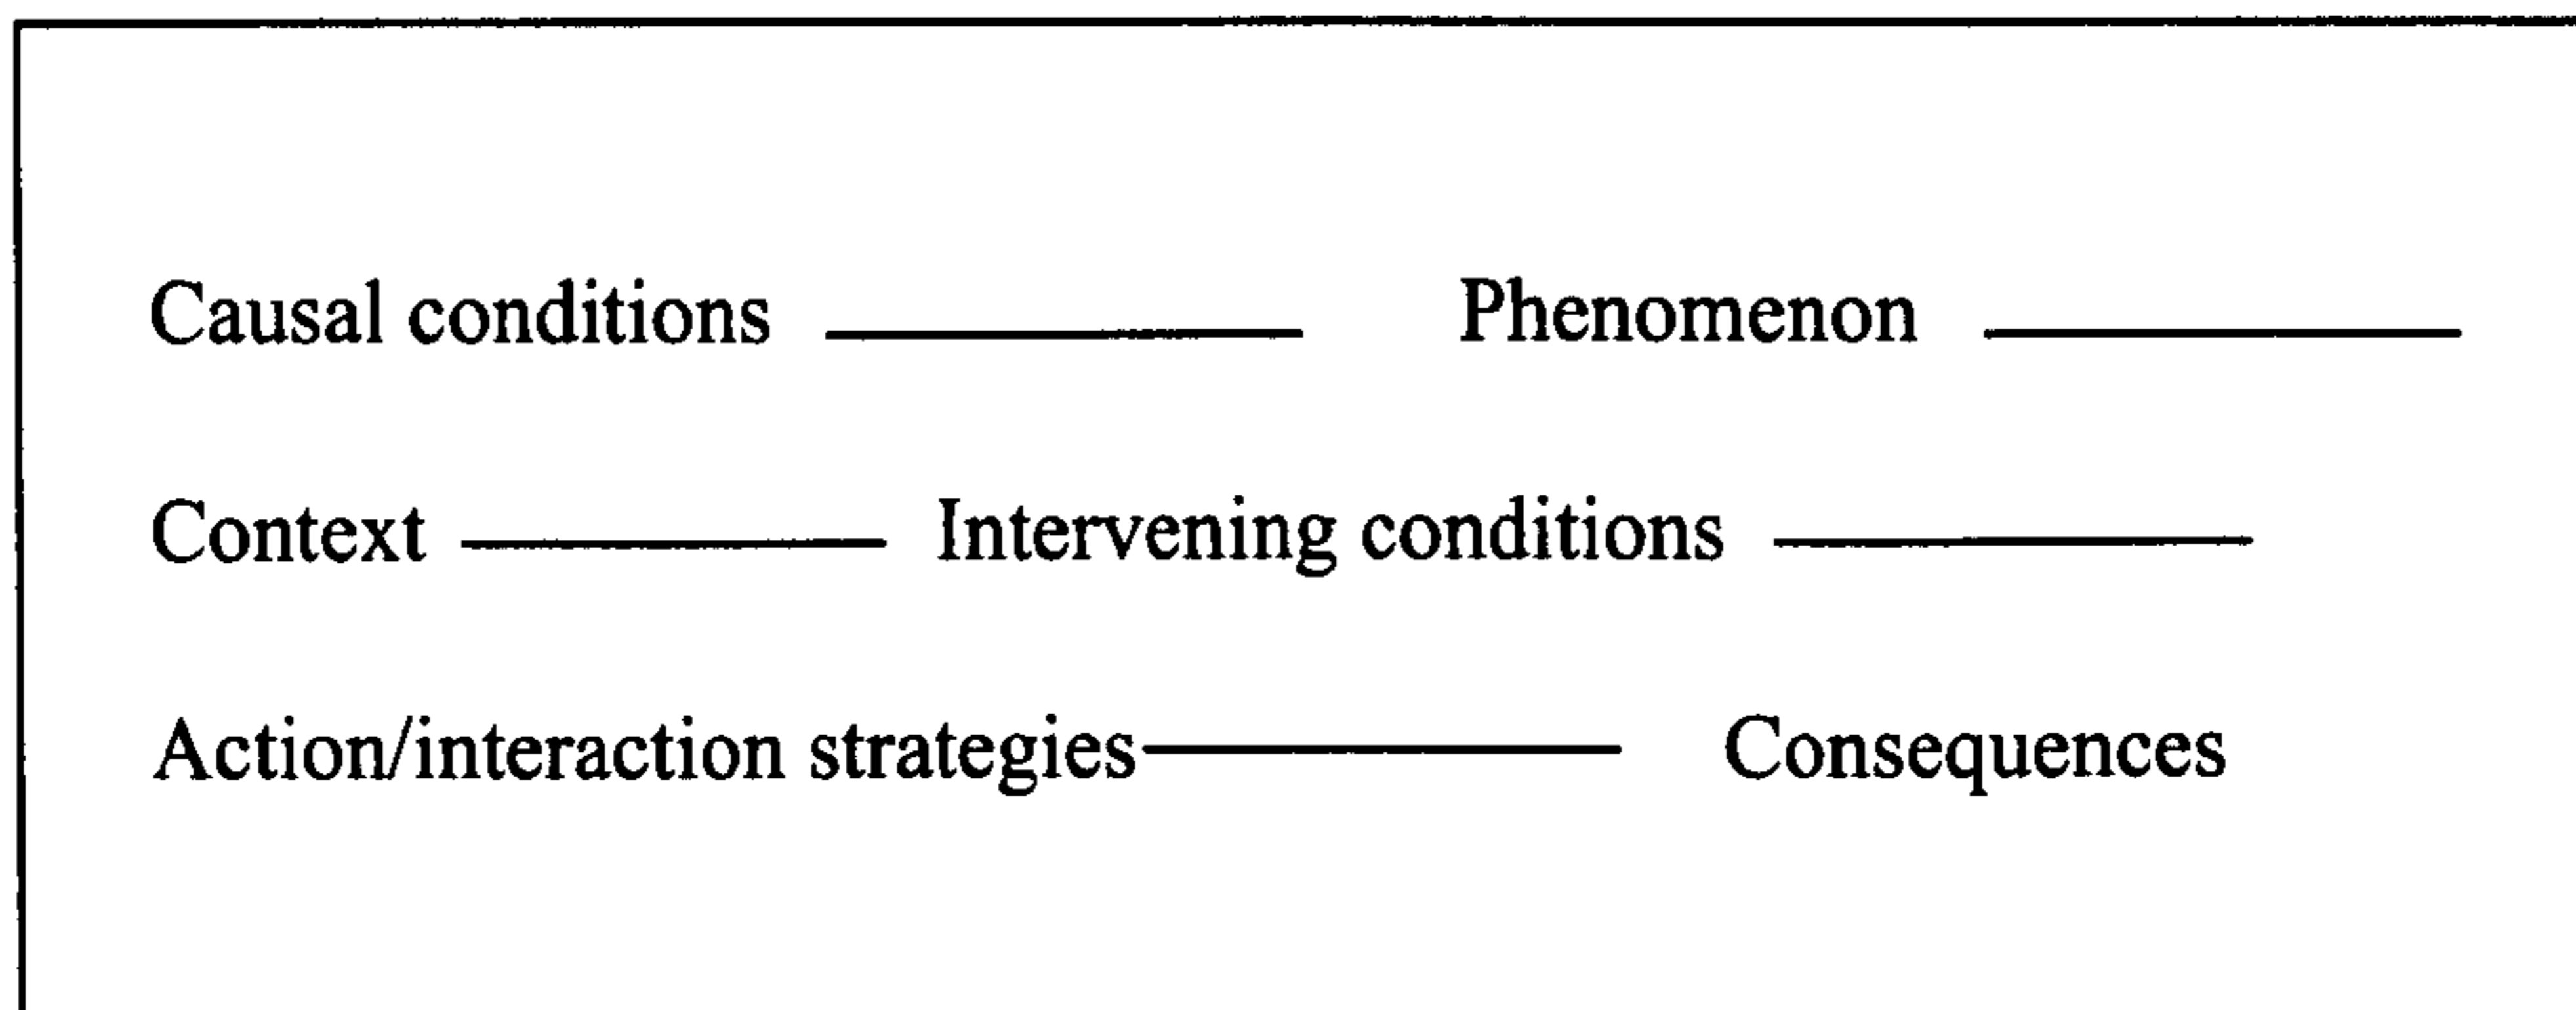 Causal conditions Phenomenon
Context Intervening conditions
Action/interaction strategies Consequences